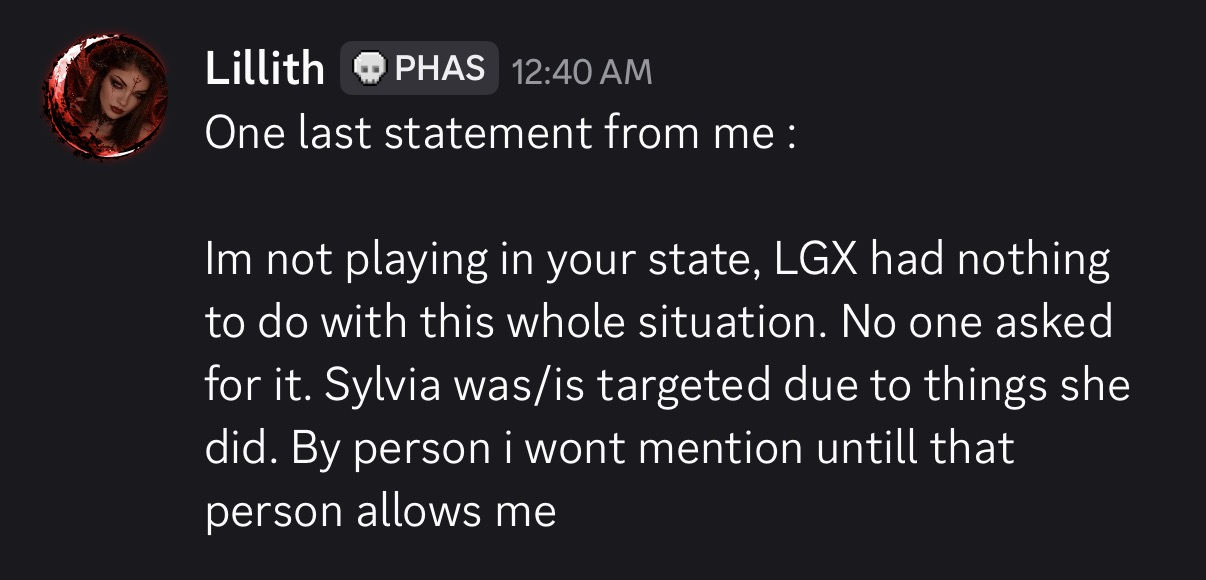 Lillith PHAS 12:40 AM
One last statement from me :
Im not playing in your state, LGX had nothing
to do with this whole situation. No one asked
for it. Sylvia was/is targeted due to things she
did. By person i wont mention untill that
person allows me